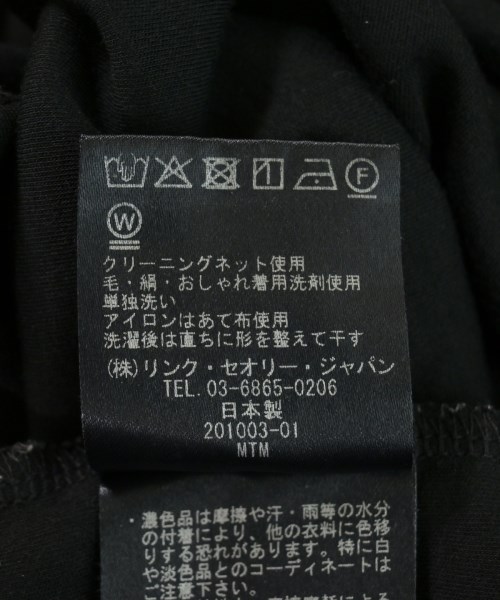 F
W
クリーニングネット使用
毛・絹・おしゃれ着用洗剤使用
単独洗い
アイロンはあて布使用
洗濯後は直ちに形を整えて干す
(株)リンク・セオリー・ジャパン
TEL. 03-6865-0206
日本製
201003-01
MTM
・濃色品は摩擦や汗・雨等の水分
の付着により、他の衣料に色移
りする恐れがあります。特に白
や淡色品とのコーディネートは
ご注意下さい。